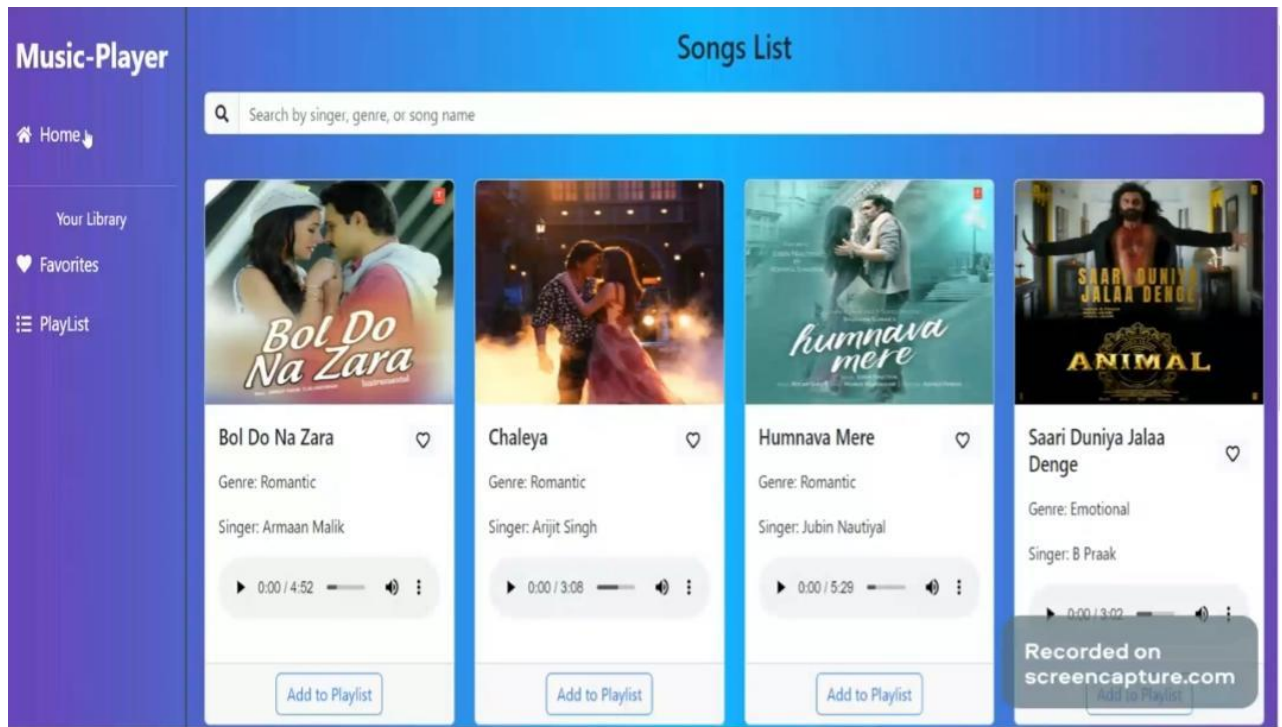 Music-Player
Home
Your Library
Favorites
PlayList
Songs List
Search by singer, genre, or song name
Bol Do
Na Zara
Bol Do Na Zara
Genre: Romantic
Singer: Armaan Malik
0:00 / 4:52
Add to Playlist
Chaleya
Genre: Romantic
Singer: Arijit Singh
0:00 / 3:08
Add to Playlist
humnava
mere
Humnava Mere
Genre: Romantic
Singer: Jubin Nautiyal
0:00 / 5:29
Add to Playlist
SAARI DUNIYA
JALAA DENGE
ANIMAL
Saari Duniya Jalaa
Denge
Genre: Emotional
Singer: B Praak
0:00 / 3:02
Recorded on
screencapture.com
Add to Playlist